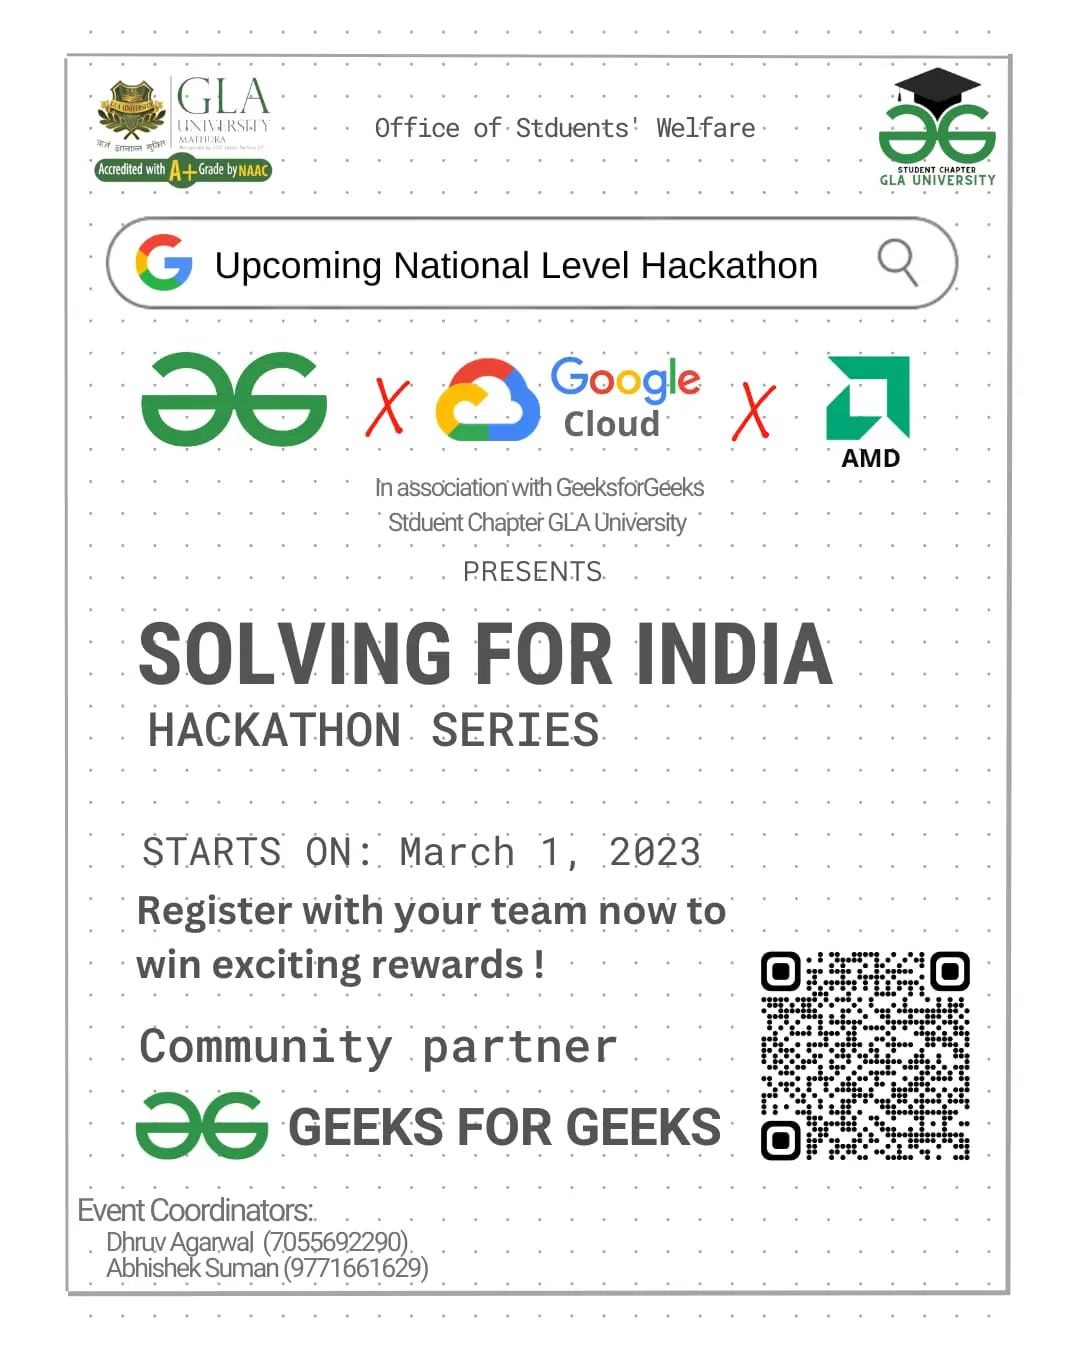 GLA
UNIVERSITY
MATHURA
Accredited with A+ Grade by NAAC
Office of Stduents' Welfare
STUDENT CHAPTER
GLA UNIVERSITY
Upcoming National Level Hackathon
Google
Cloud
X
X
AMD
In association with GeeksforGeeks
Stduent Chapter GLA University
PRESENTS
SOLVING FOR INDIA
HACKATHON SERIES
STARTS ON: March 1, 2023
Register with your team now to
win exciting rewards !
Community partner
GEEKS FOR GEEKS
Event Coordinators:
Dhruv Agarwal (7055692290)
Abhishek Suman (9771661629)